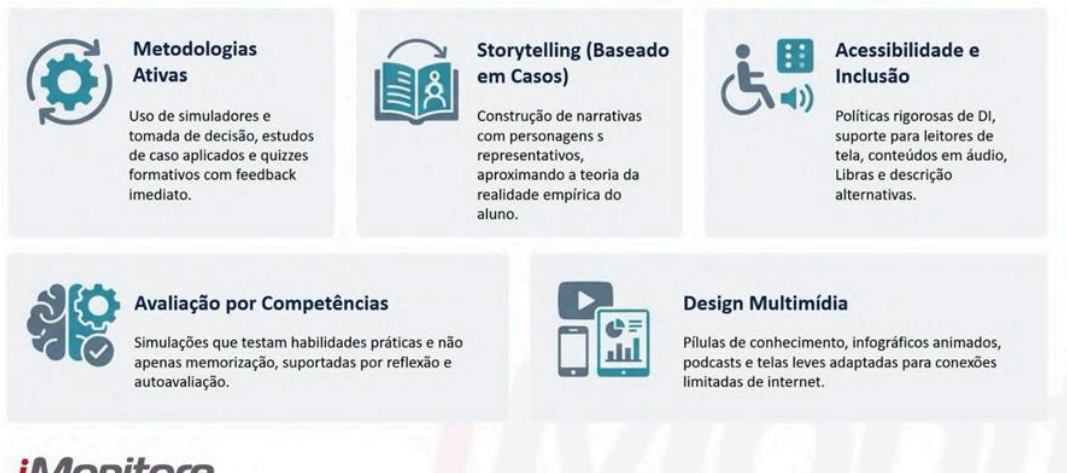 Metodologias
Ativas
Uso de simuladores e
tomada de decisão, estudos
de caso aplicados e quizzes
formativos com feedback
imediato.
Storytelling (Baseado
em Casos)
Construção de narrativas
com personagens s
representativos,
aproximando a teoria da
realidade empírica do
aluno.
Acessibilidade e
Inclusão
Políticas rigorosas de DI,
suporte para leitores de
tela, conteúdos em áudio,
Libras e descrição
alternativas.
Avaliação por Competências
Simulações que testam habilidades práticas e não
apenas memorização, suportadas por reflexão e
autoavaliação.
Design Multimídia
Pílulas de conhecimento, infográficos animados,
podcasts e telas leves adaptadas para conexões
limitadas de internet.
iMonitore